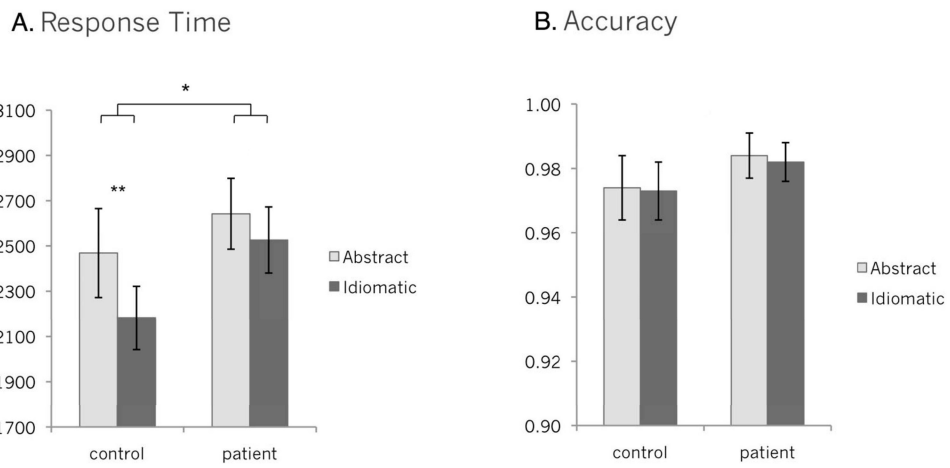 A. Response Time
*
3100
2900
**
2700
2500
2300
2100
1900
1700
control
patient
Abstract
Idiomatic
B. Accuracy
1.00
0.98
0.96
0.94
0.92
0.90
control
patient
Abstract
Idiomatic